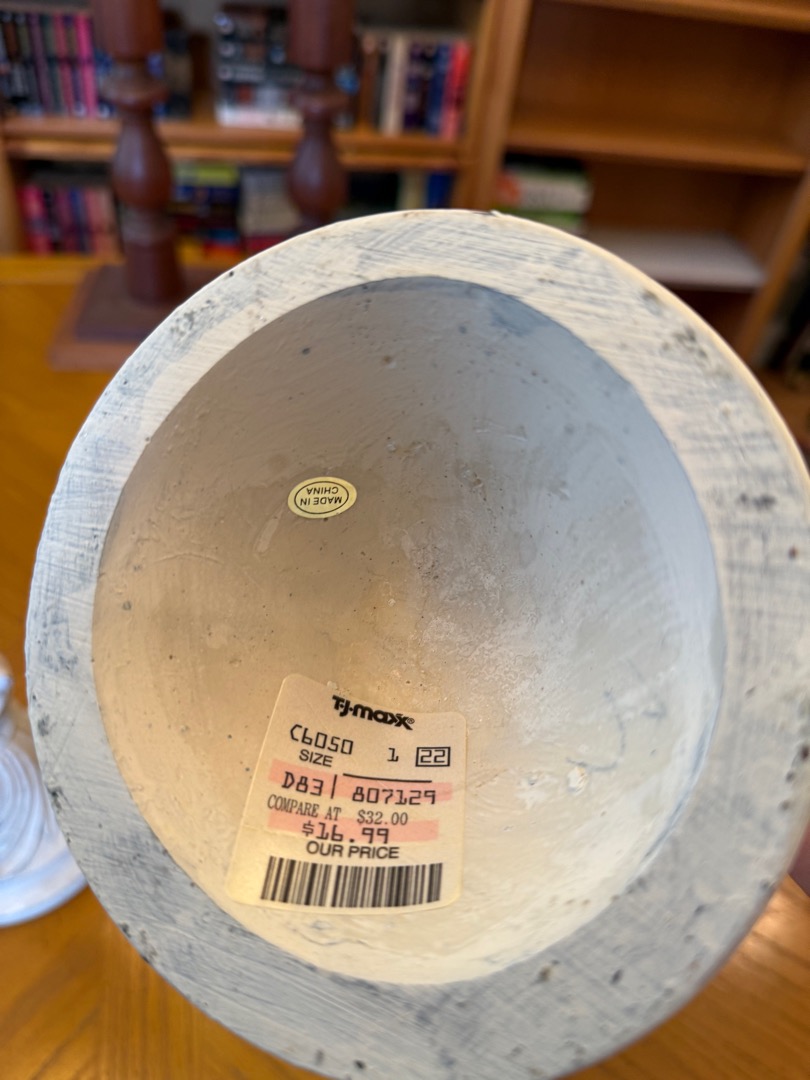 MADE IN
CHINA
T·J·maxx®
C6050 1 22
SIZE
D83 807129
COMPARE AT $32.00
$16.99
OUR PRICE